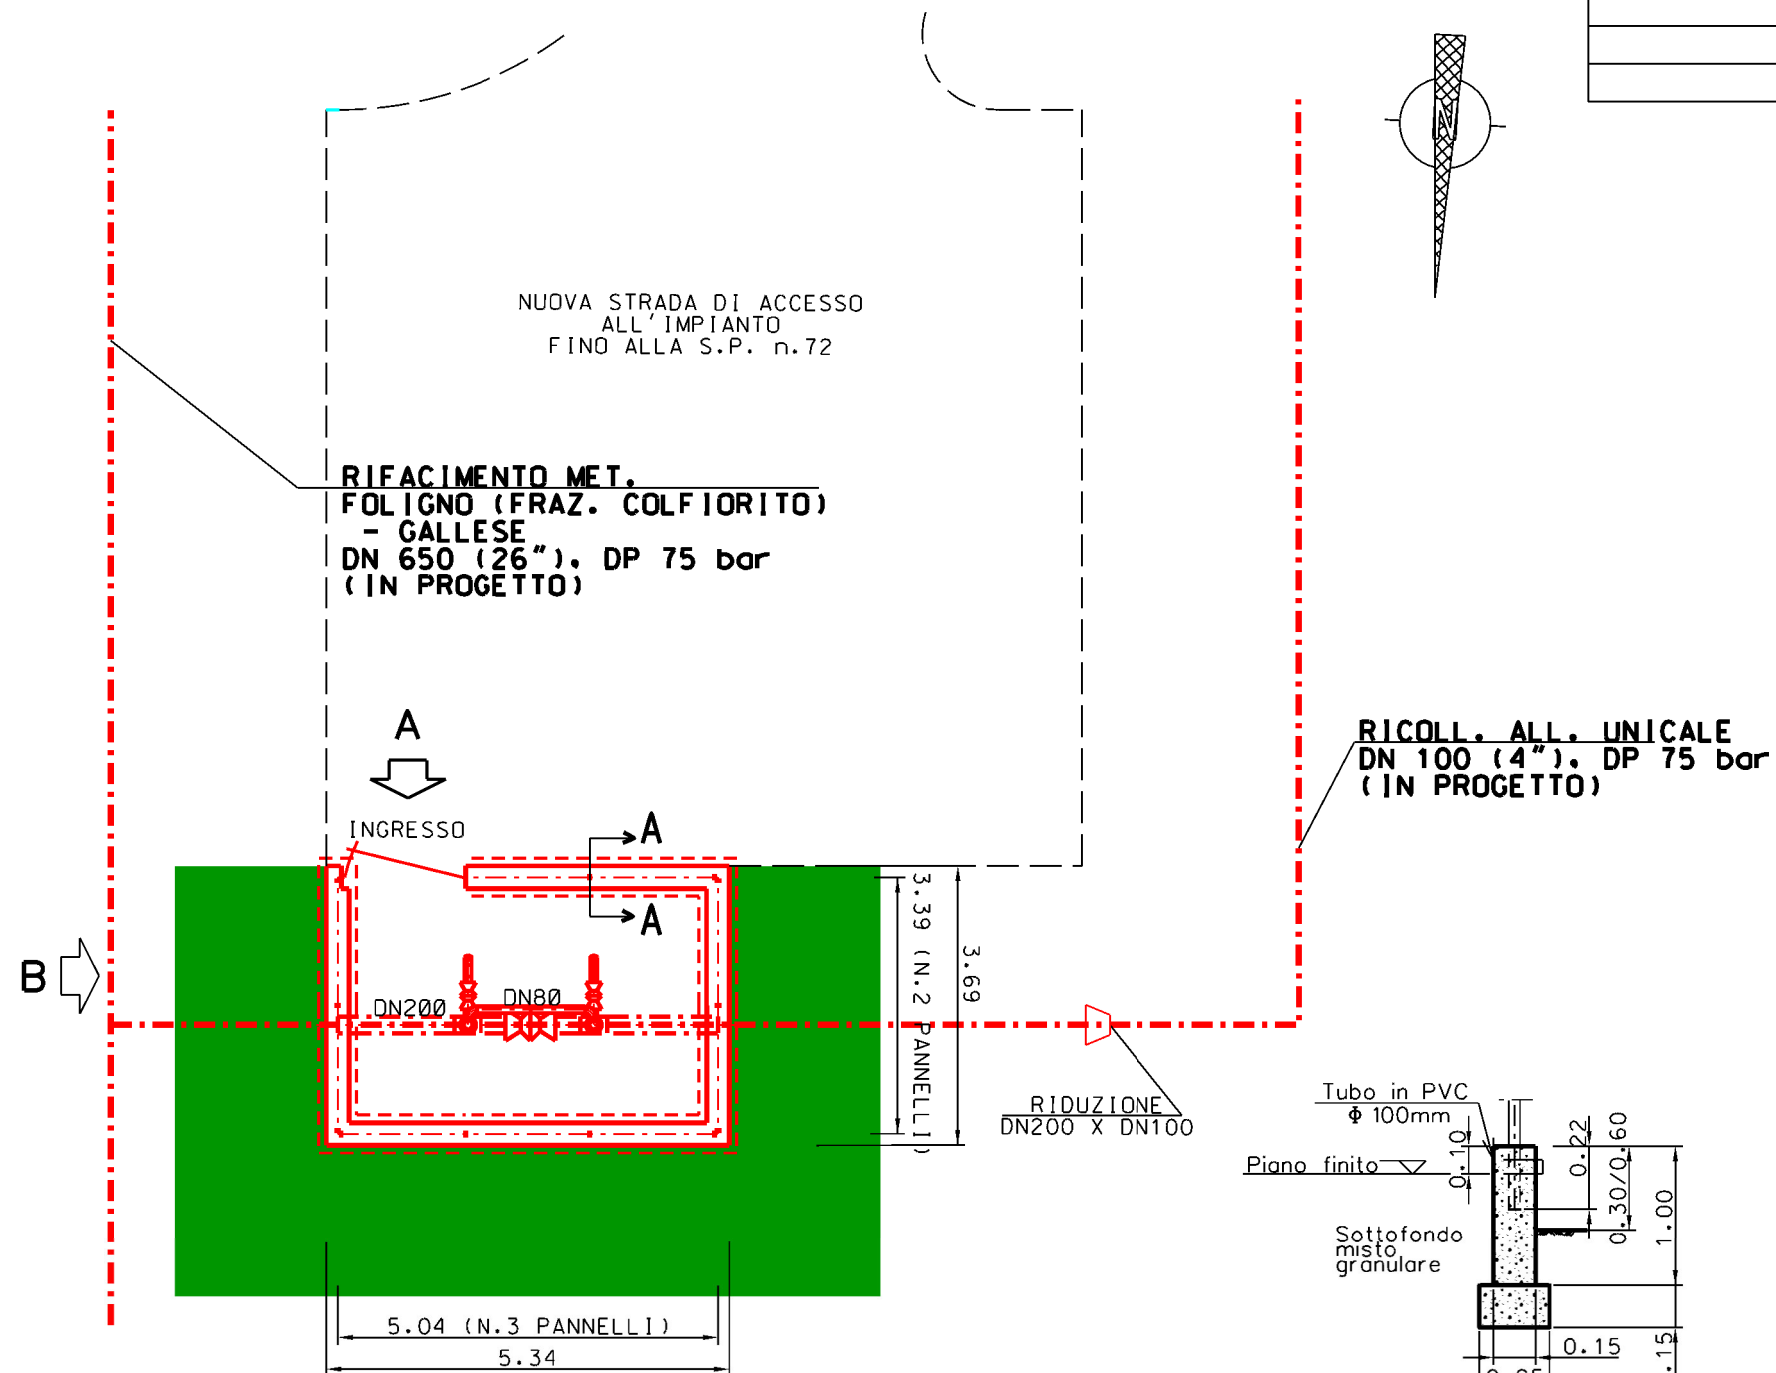 N
NUOVA STRADA DI ACCESSO
ALL'IMPIANTO
FINO ALLA S.P. n.72
RIFACIMENTO MET.
FOLIGNO (FRAZ. COLFIORITO)
- GALLESE
DN 650 (26"), DP 75 bar
(IN PROGETTO)
A
INGRESSO
A
A
B
DN200
DN80
3.39 (N.2 PANNELLI)
3.69
RICOLL. ALL. UNICALE
DN 100 (4"), DP 75 bar
(IN PROGETTO)
RIDUZIONE
DN200 X DN100
5.04 (N.3 PANNELLI)
5.34
Tubo in PVC
Φ 100mm
Piano finito
0.10
0.22
0.30/0.60
1.00
Sottofondo
misto
granulare
0.15
.15